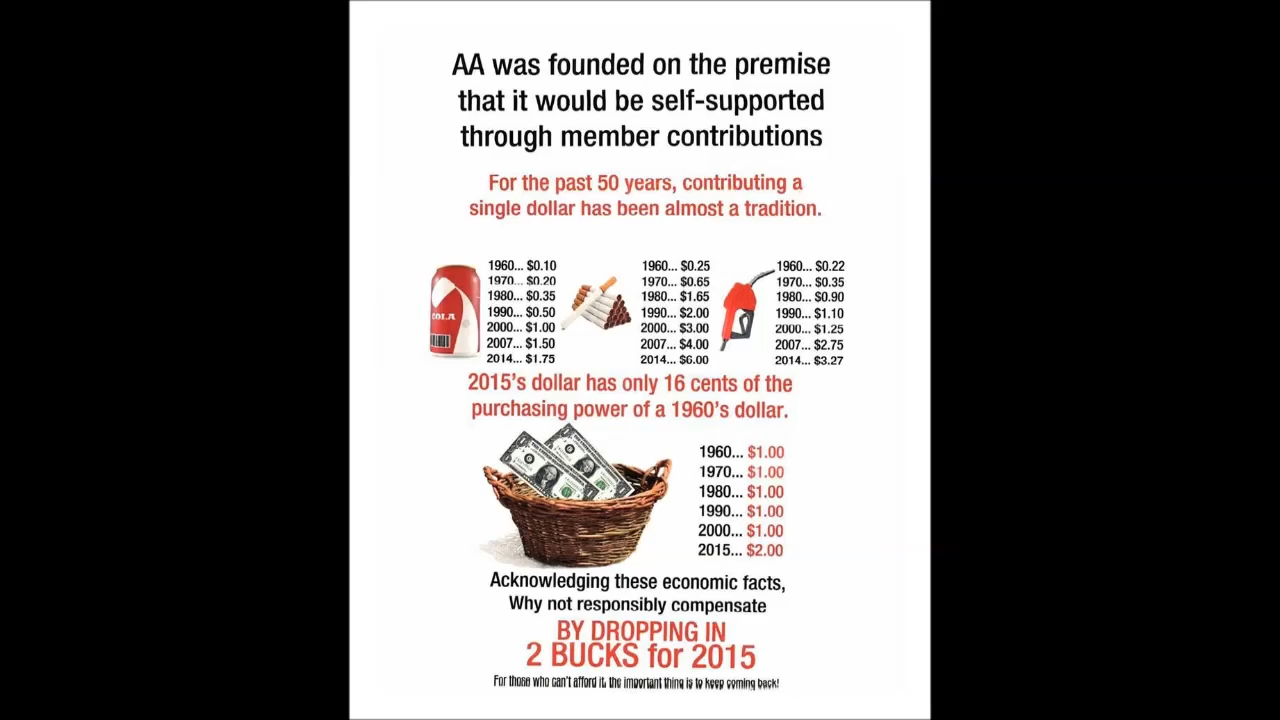 AA was founded on the premise
that it would be self-supported
through member contributions
For the past 50 years, contributing a
single dollar has been almost a tradition.
COLA
1960... $0.10
1970... $0.20
1980... $0.35
1990... $0.50
2000... $1.00
2007... $1.50
2014... $1.75
1960... $0.25
1970... $0.65
1980... $1.65
1990... $2.00
2000... $3.00
2007... $4.00
2014... $6.00
1960... $0.22
1970... $0.35
1980... $0.90
1990... $1.10
2000... $1.25
2007... $2.75
2014... $3.27
2015's dollar has only 16 cents of the
purchasing power of a 1960's dollar.
1960... $1.00
1970... $1.00
1980... $1.00
1990... $1.00
2000... $1.00
2015... $2.00
Acknowledging these economic facts,
Why not responsibly compensate
BY DROPPING IN
2 BUCKS for 2015
For those who can't afford it, the important thing is to keep coming back!